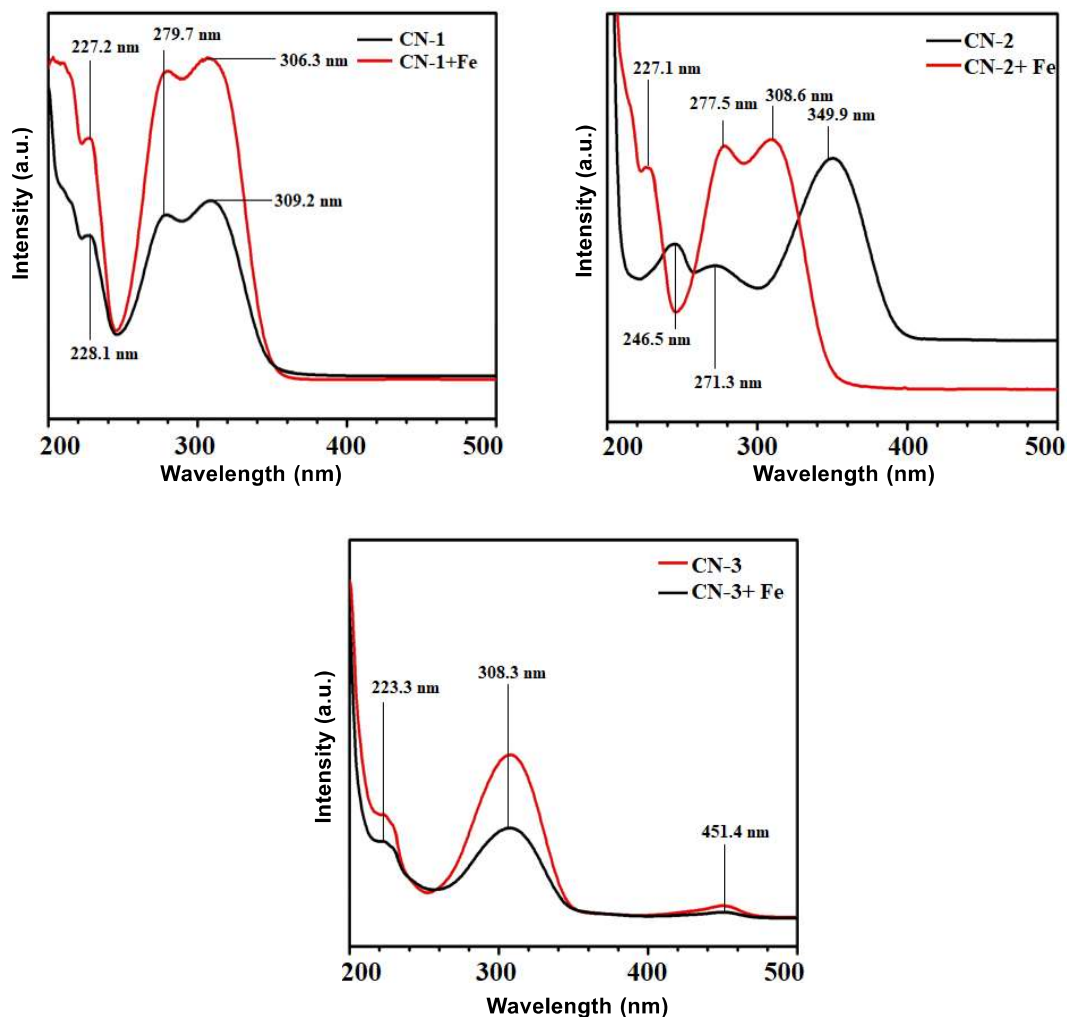 CN-1
CN-1+Fe
227.2 nm
279.7 nm
306.3 nm
309.2 nm
228.1 nm
Intensity (a.u.)
200 300 400 500
Wavelength (nm)
CN-2
CN-2+ Fe
227.1 nm
277.5 nm
308.6 nm
349.9 nm
246.5 nm
271.3 nm
Intensity (a.u.)
200 300 400 500
Wavelength (nm)
CN-3
CN-3+ Fe
223.3 nm
308.3 nm
451.4 nm
Intensity (a.u.)
200 300 400 500
Wavelength (nm)